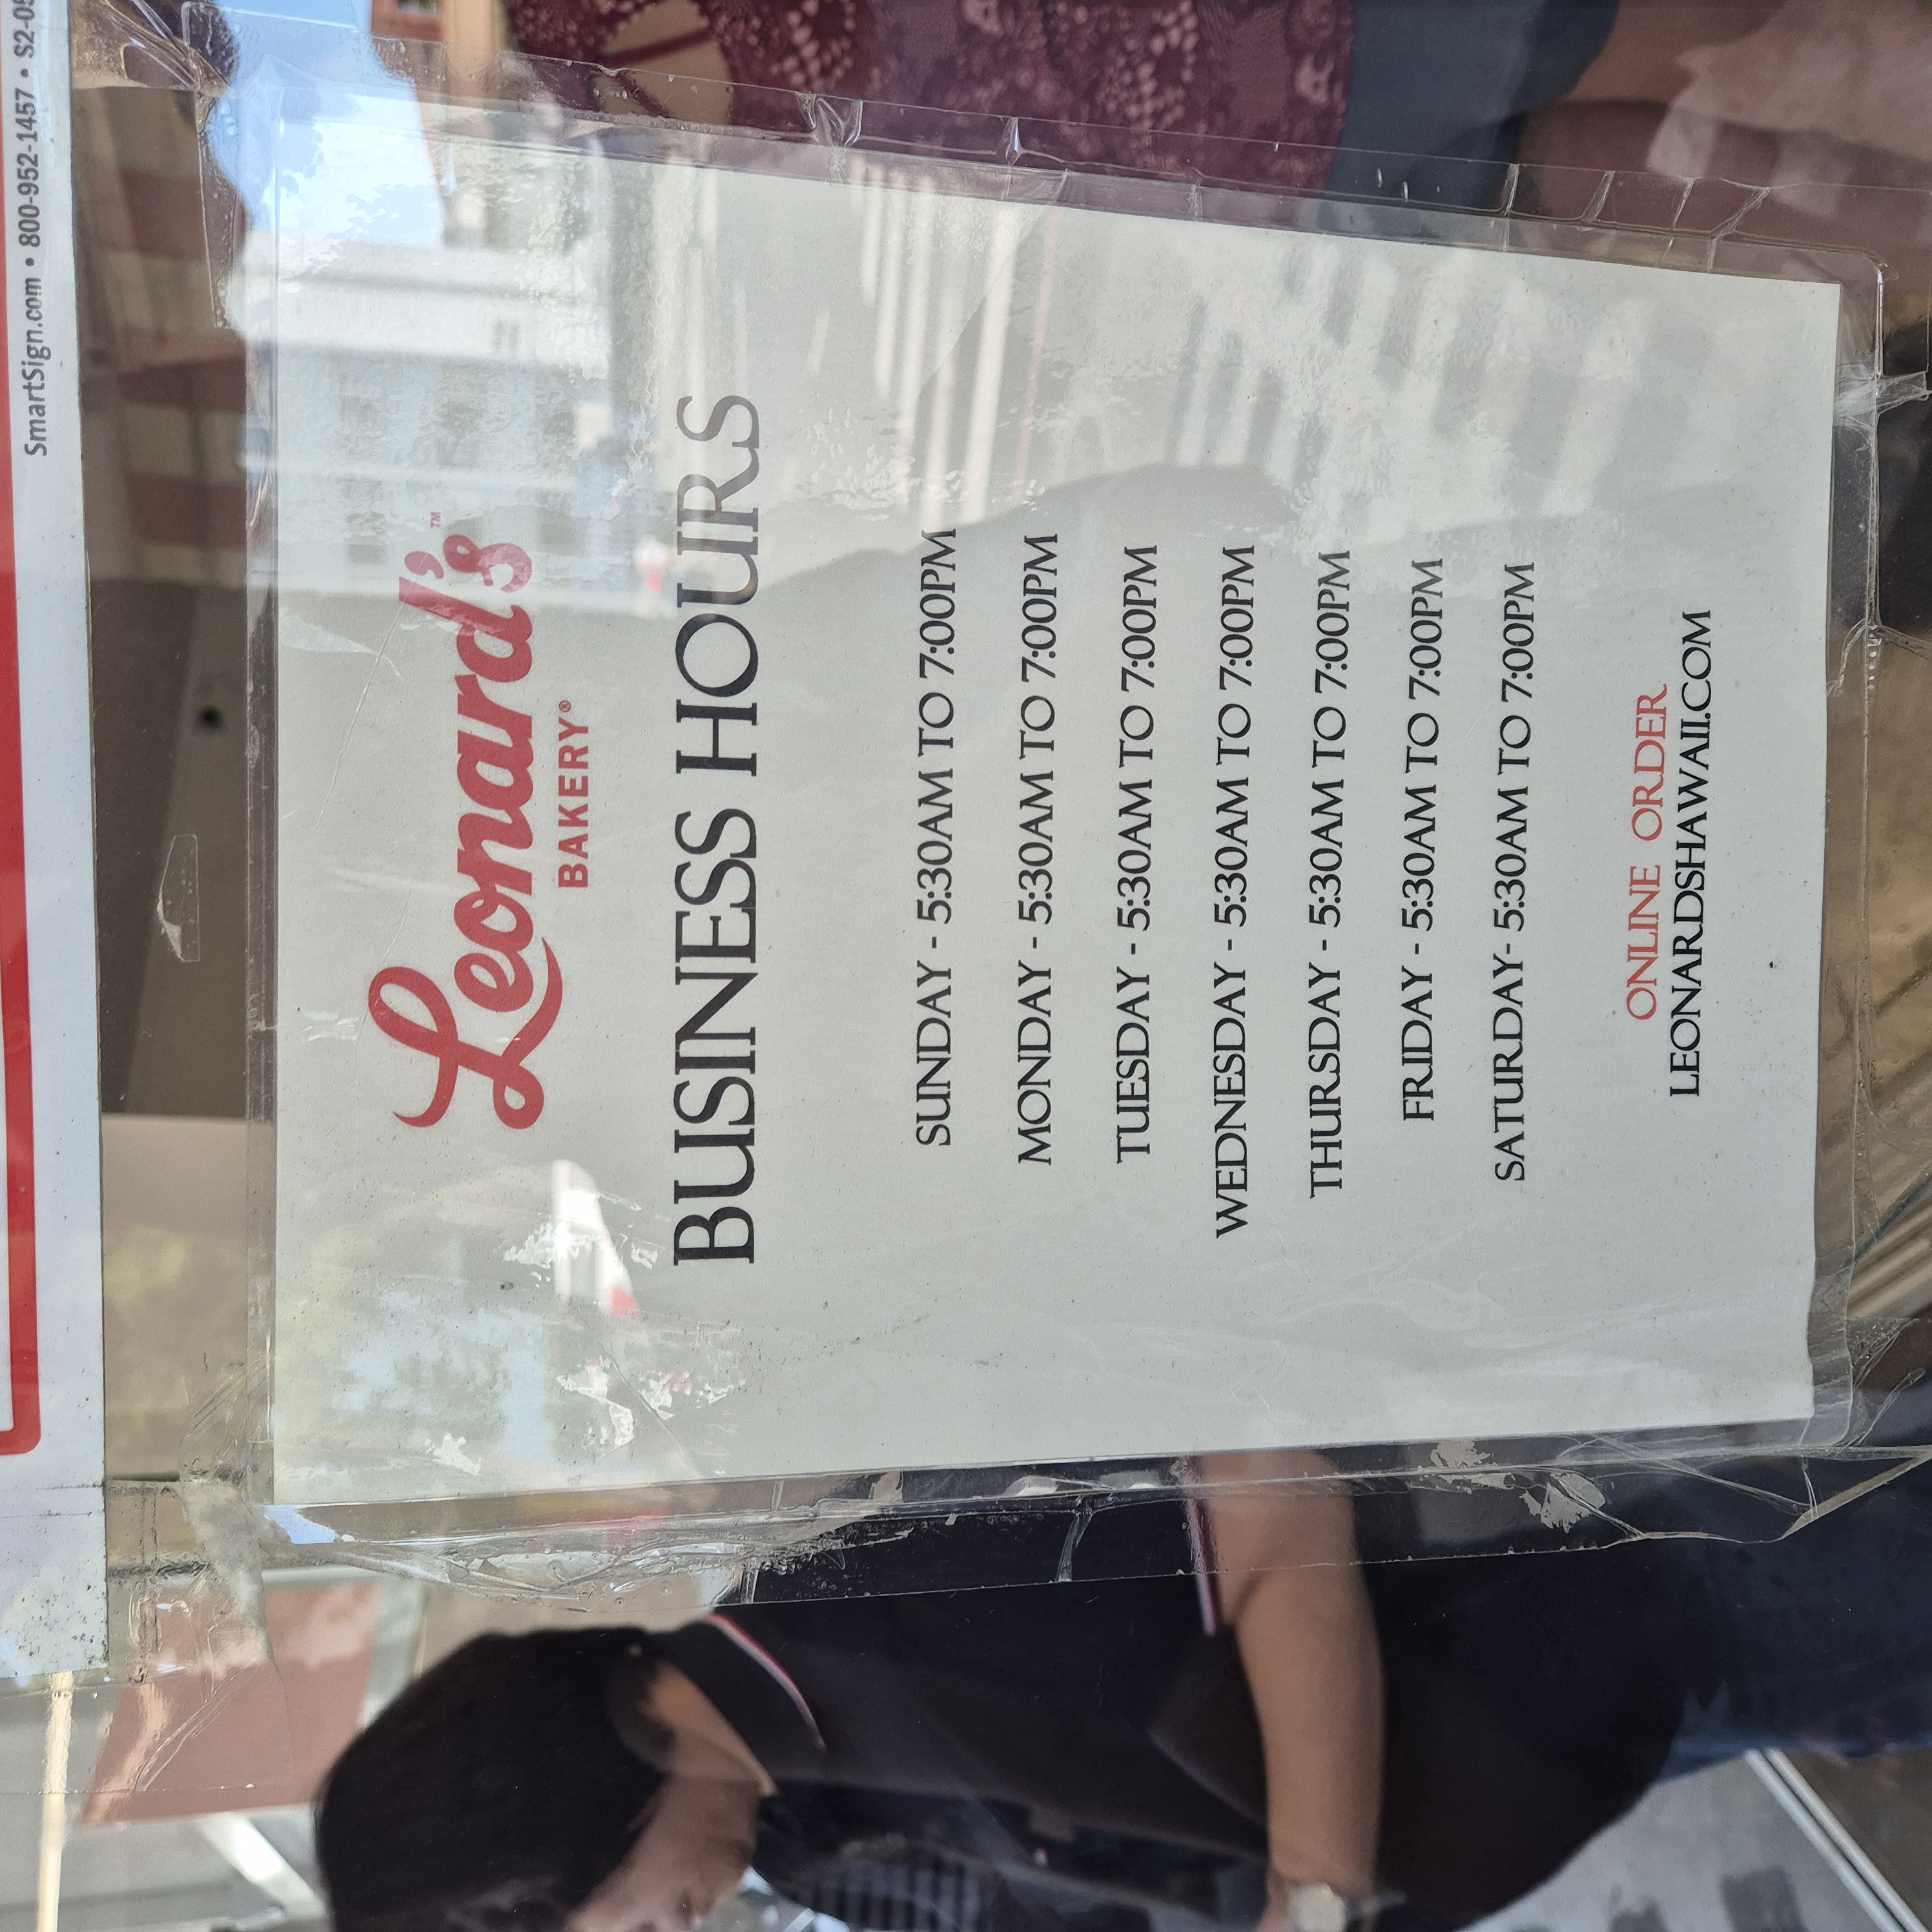 SmartSign.com • 800-952-1457 • S2-05
Leonard's™
BAKERY®
BUSINESS HOURS
SUNDAY - 5:30AM TO 7:00PM
MONDAY - 5:30AM TO 7:00PM
TUESDAY - 5:30AM TO 7:00PM
WEDNESDAY - 5:30AM TO 7:00PM
THURSDAY - 5:30AM TO 7:00PM
FRIDAY - 5:30AM TO 7:00PM
SATURDAY- 5:30AM TO 7:00PM
ONLINE ORDER
LEONARDSHAWAII.COM